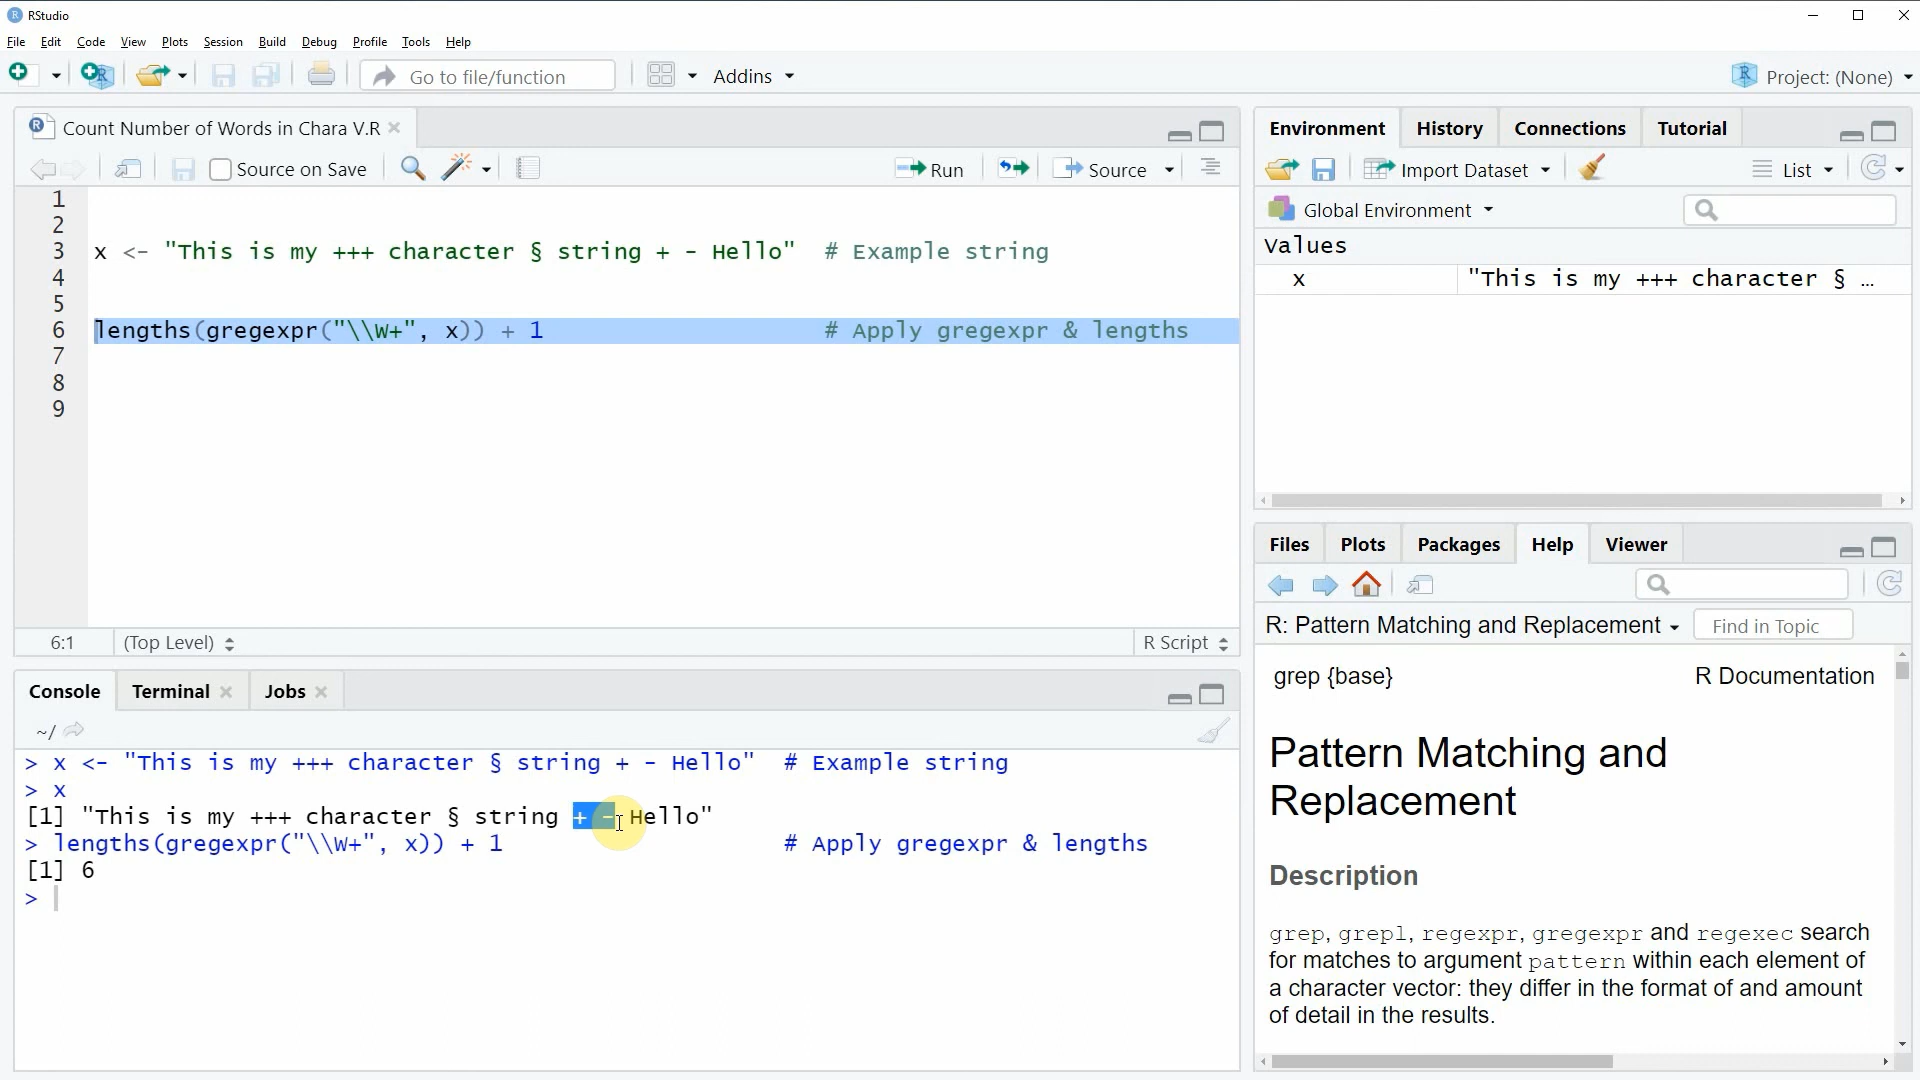 RStudio
File Edit Code View Plots Session Build Debug Profile Tools Help
Go to file/function Addins Project: (None)
Count Number of Words in Chara V.R
Source on Save Run Source
1
2
3 x <- "This is my +++ character § string + - Hello" # Example string
4
5
6 lengths(gregexpr("\\W+", x)) + 1 # Apply gregexpr & lengths
7
8
9
6:1 (Top Level) R Script
Console Terminal Jobs
~/
> x <- "This is my +++ character § string + - Hello" # Example string
> x
[1] "This is my +++ character § string + - Hello"
> lengths(gregexpr("\\W+", x)) + 1 # Apply gregexpr & lengths
[1] 6
>
Environment History Connections Tutorial
Import Dataset List
Global Environment
Values
x "This is my +++ character § …
Files Plots Packages Help Viewer
R: Pattern Matching and Replacement Find in Topic
grep {base} R Documentation
Pattern Matching and
Replacement
Description
grep, grepl, regexpr, gregexpr and regexec search
for matches to argument pattern within each element of
a character vector: they differ in the format of and amount
of detail in the results.